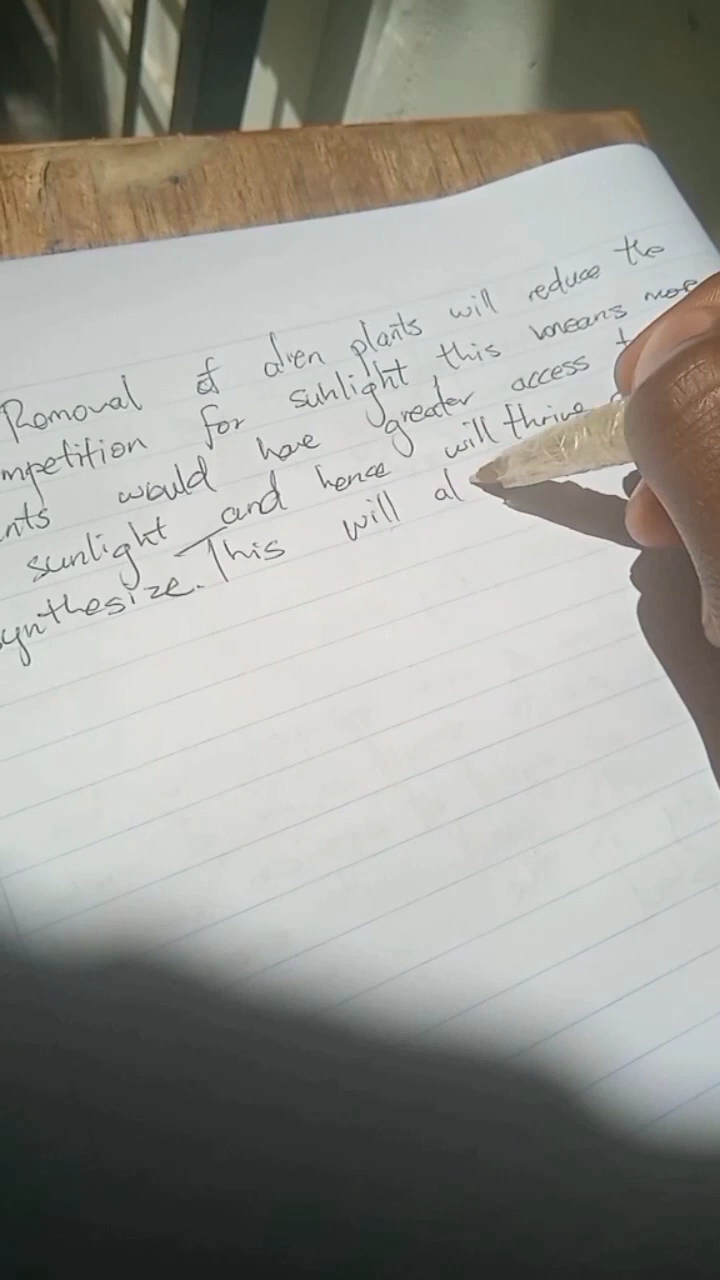 Removal of alien plants will reduce the
mpetition for sunlight this means more
nts would have greater access t
sunlight and hence will thrive
synthesize. This will al